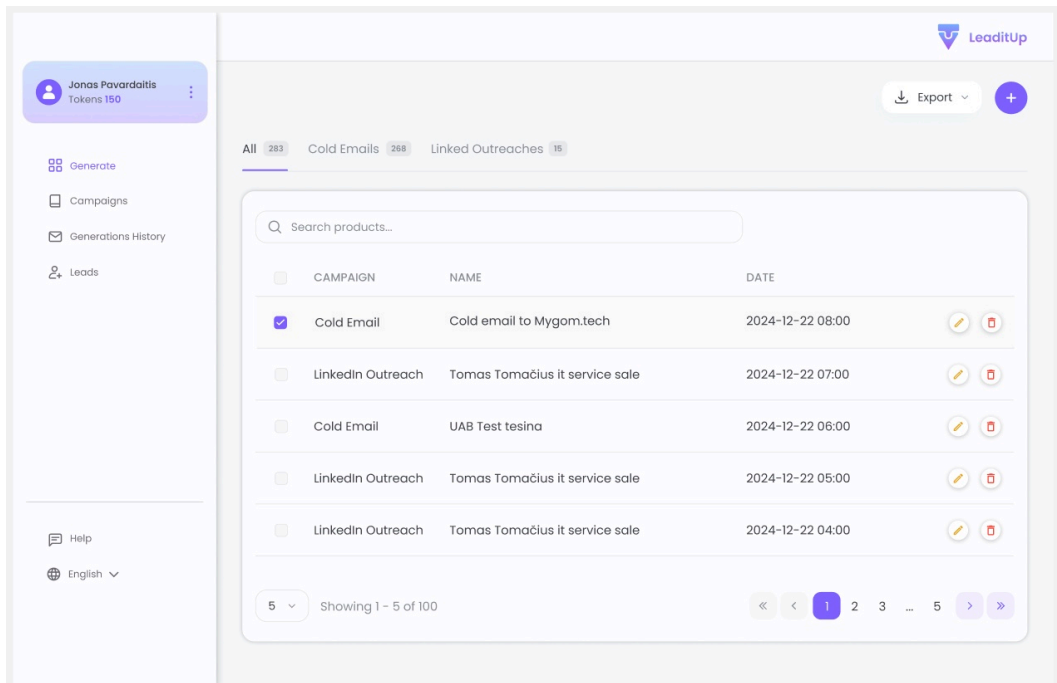 LeaditUp
Jonas Pavardaitis
Tokens 150
Generate
Campaigns
Generations History
Leads
Help
English
Export
All 283 Cold Emails 268 Linked Outreaches 15
Search products...
CAMPAIGN NAME DATE
Cold Email Cold email to Mygom.tech 2024-12-22 08:00
LinkedIn Outreach Tomas Tomačius it service sale 2024-12-22 07:00
Cold Email UAB Test tesina 2024-12-22 06:00
LinkedIn Outreach Tomas Tomačius it service sale 2024-12-22 05:00
LinkedIn Outreach Tomas Tomačius it service sale 2024-12-22 04:00
5 Showing 1 - 5 of 100 « < 1 2 3 ... 5 > »